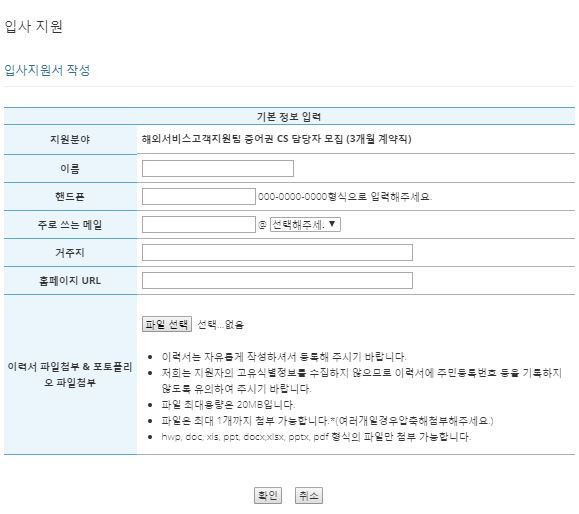 입사 지원
입사지원서 작성
기본 정보 입력
지원분야 해외서비스고객지원팀 중어권 CS 담당자 모집 (3개월 계약직)
이름
핸드폰 000-0000-0000형식으로 입력해주세요.
주로 쓰는 메일 @ 선택해주세. ▼
거주지
홈페이지 URL
파일 선택 선택...없음
이력서 파일첨부 & 포토폴리
오 파일첨부
• 이력서는 자유롭게 작성하셔서 등록해 주시기 바랍니다.
• 저희는 지원자의 고유식별정보를 수집하지 않으므로 이력서에 주민등록번호 등을 기록하지
않도록 유의하여 주시기 바랍니다.
• 파일 최대용량은 20MB입니다.
• 파일은 최대 1개까지 첨부 가능합니다.*(여러개일경우압축해첨부해주세요.)
• hwp, doc, xls, ppt, docx,xlsx, pptx, pdf 형식의 파일만 첨부 가능합니다.
확인 취소